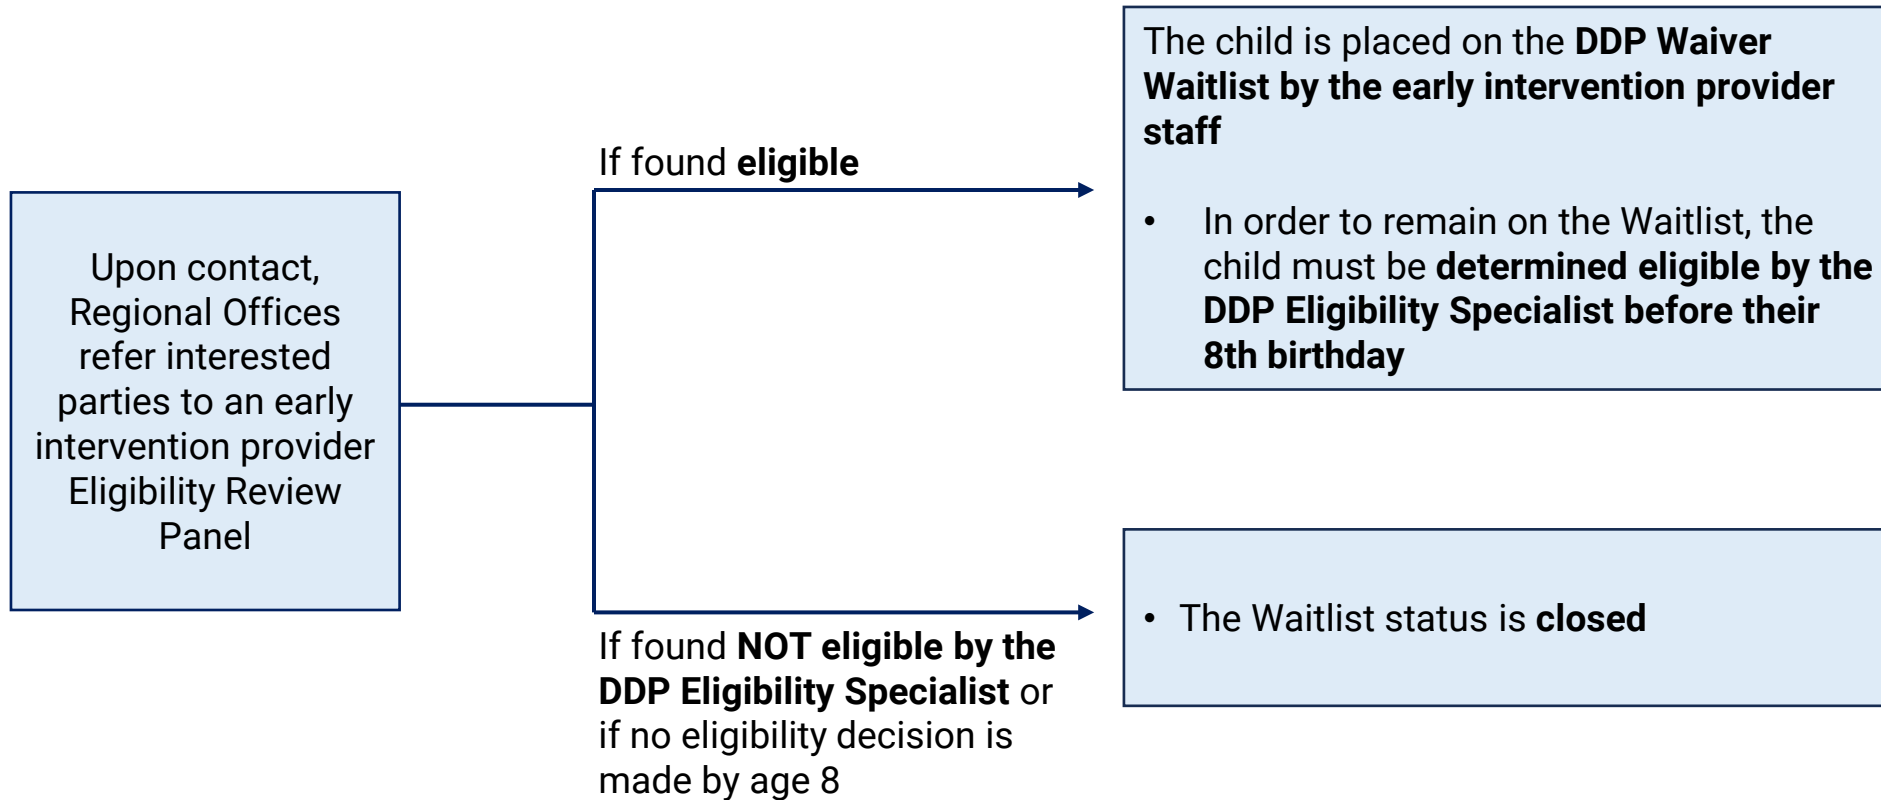 Upon contact,
Regional Offices
refer interested
parties to an early
intervention provider
Eligibility Review
Panel
If found eligible
The child is placed on the DDP Waiver
Waitlist by the early intervention provider
staff
• In order to remain on the Waitlist, the
child must be determined eligible by the
DDP Eligibility Specialist before their
8th birthday
If found NOT eligible by the
DDP Eligibility Specialist or
if no eligibility decision is
made by age 8
• The Waitlist status is closed